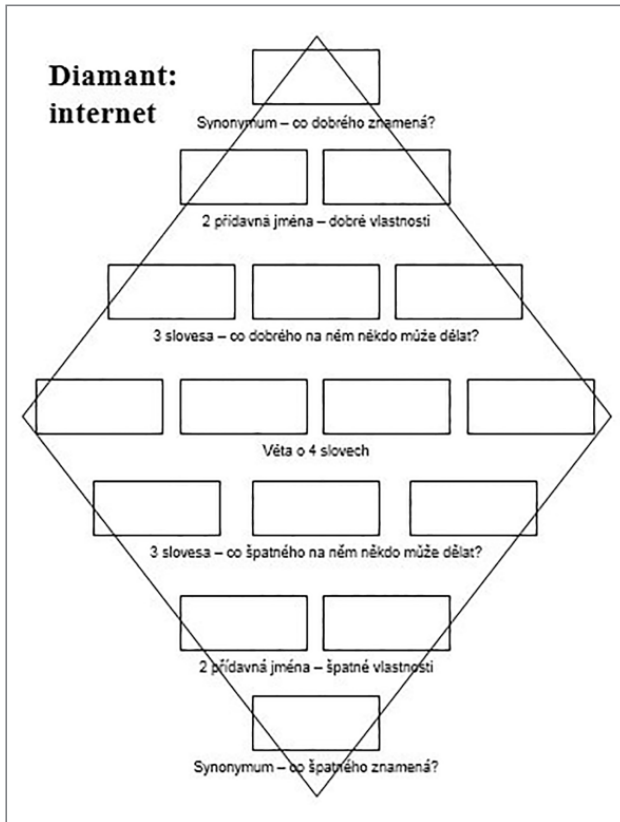 Diamant:
internet
Synonymum – co dobrého znamená?
2 přídavná jména – dobré vlastnosti
3 slovesa – co dobrého na něm někdo může dělat?
Věta o 4 slovech
3 slovesa – co špatného na něm někdo může dělat?
2 přídavná jména – špatné vlastnosti
Synonymum – co špatného znamená?